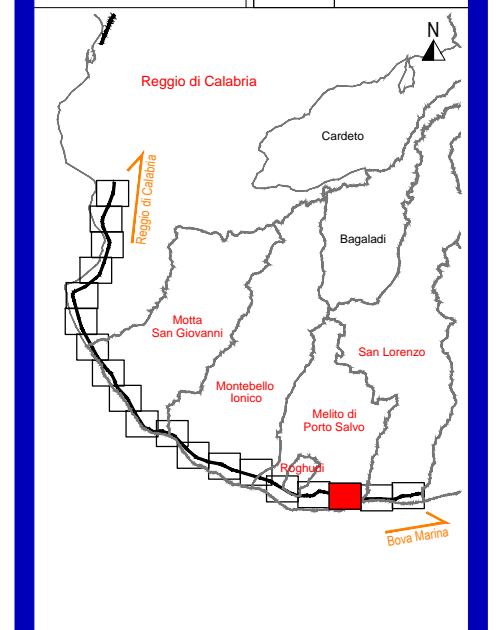 N
Reggio di Calabria
Cardeto
Reggio di Calabria
Bagaladi
Motta
San Giovanni
San Lorenzo
Montebello
Ionico
Melito di
Porto Salvo
Roghudi
Bova Marina